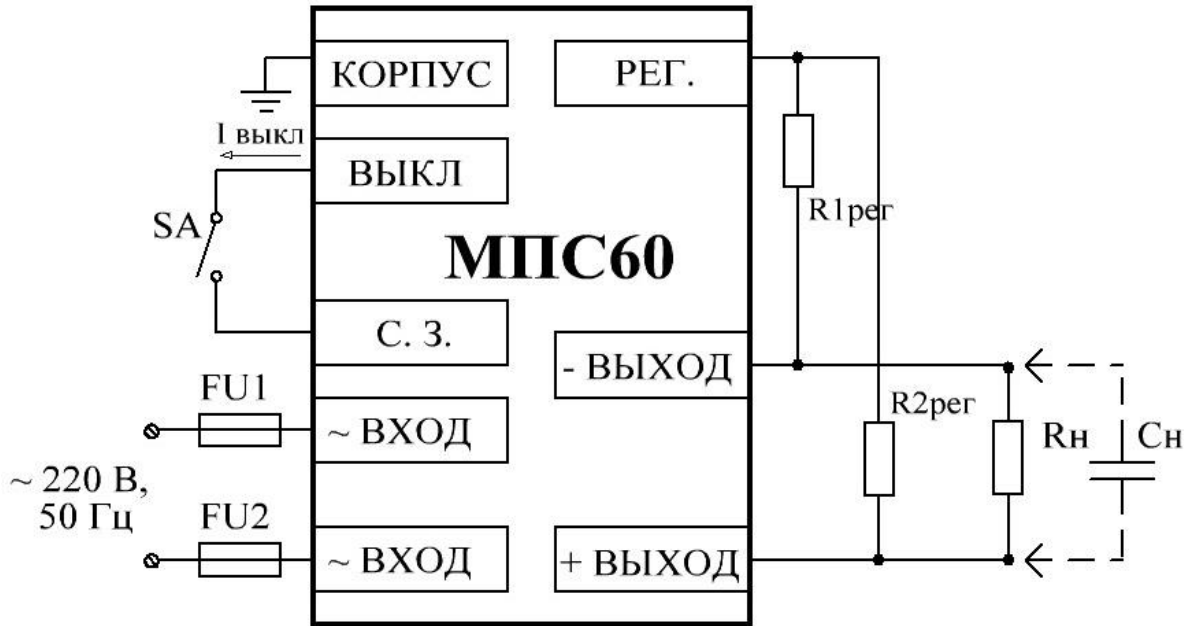 КОРПУС
РЕГ.
I выкл
ВЫКЛ
R1рег
SA
МПС60
С. З.
- ВЫХОД
FU1
R2рег
~ ВХОД
Rн
Сн
~ 220 В,
50 Гц
FU2
~ ВХОД
+ ВЫХОД